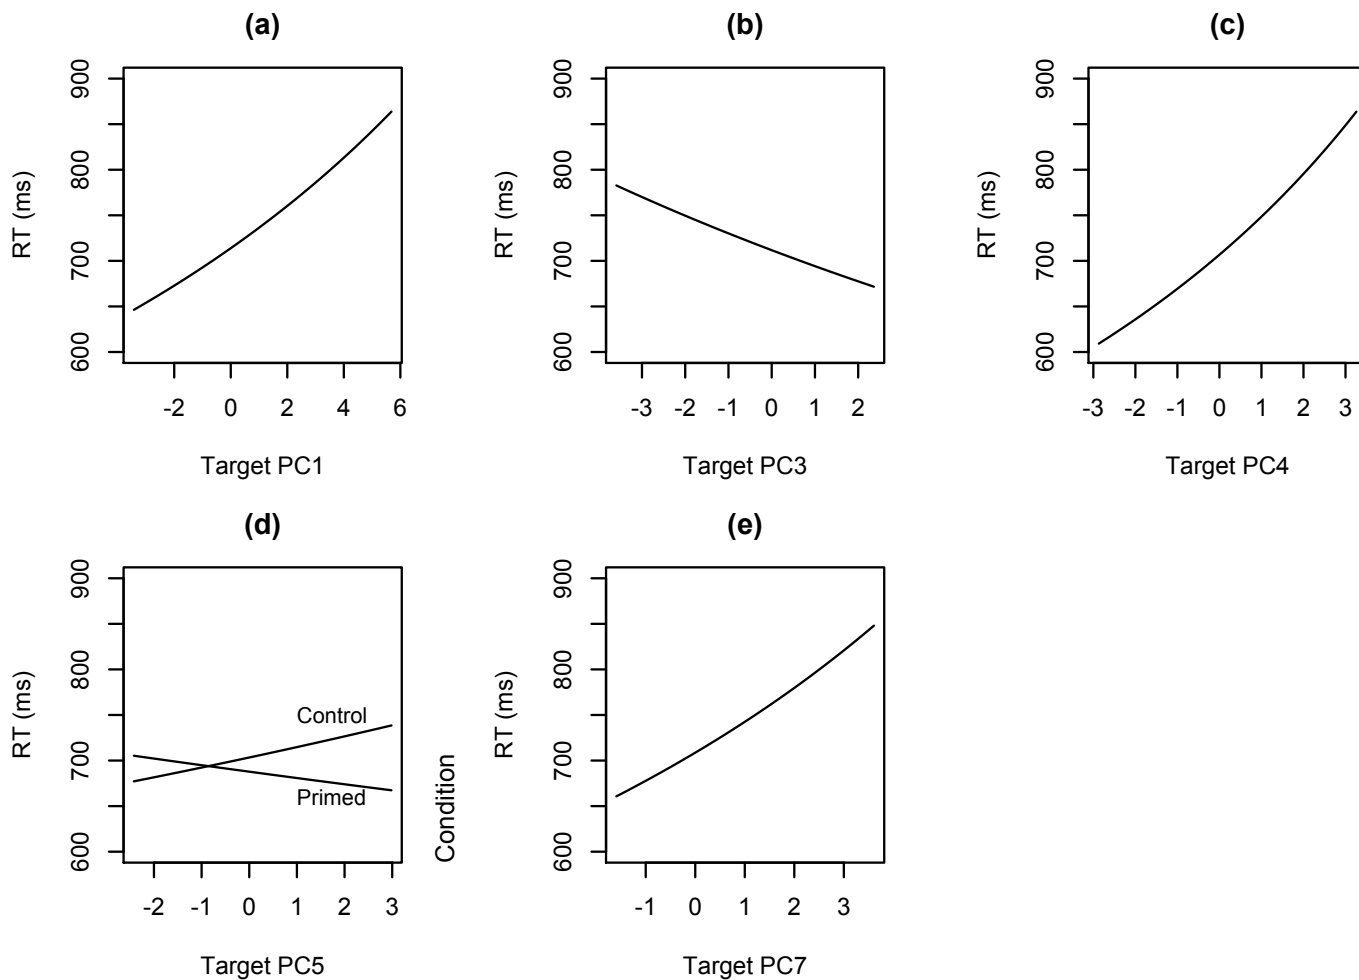 (a)
RT (ms)
600 700 800 900
-2 0 2 4 6
Target PC1
(b)
RT (ms)
600 700 800 900
-3 -2 -1 0 1 2
Target PC3
(c)
RT (ms)
600 700 800 900
-3 -2 -1 0 1 2 3
Target PC4
(d)
RT (ms)
600 700 800 900
Control
Primed
Condition
-2 -1 0 1 2 3
Target PC5
(e)
RT (ms)
600 700 800 900
-1 0 1 2 3
Target PC7